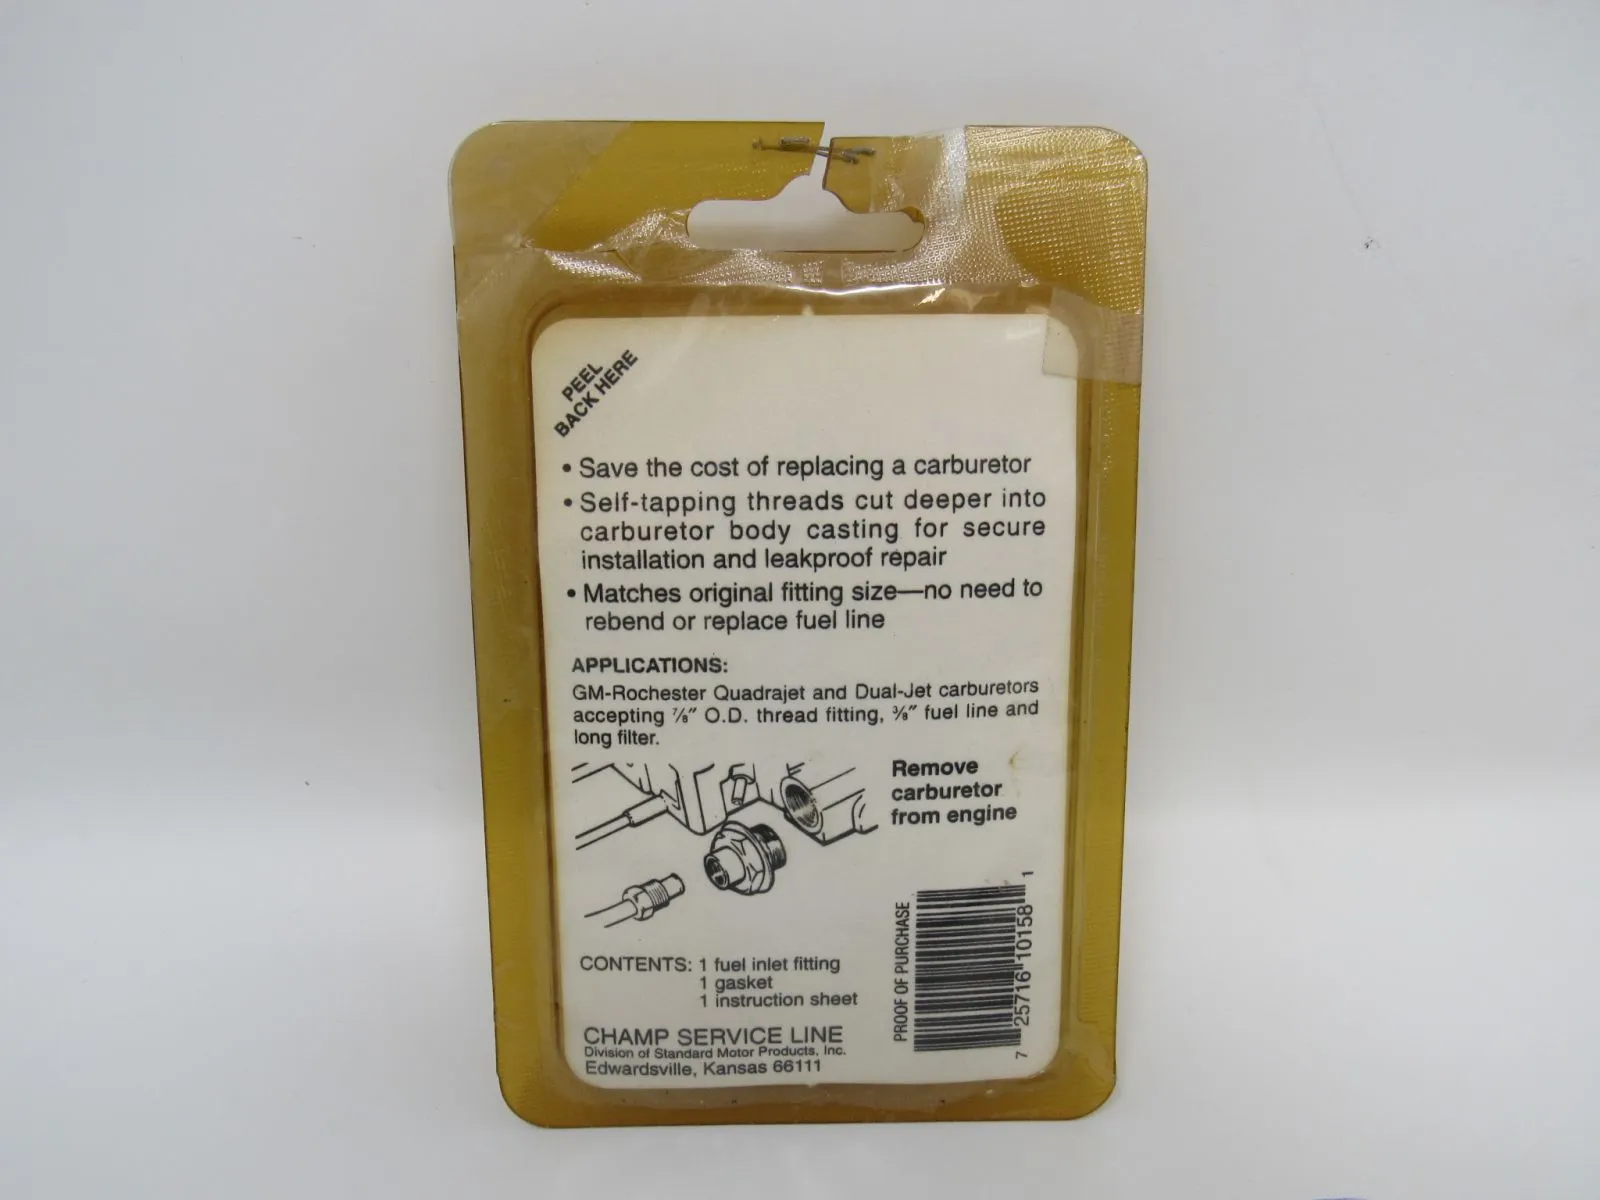 PEEL
BACK HERE
• Save the cost of replacing a carburetor
• Self-tapping threads cut deeper into
carburetor body casting for secure
installation and leakproof repair
• Matches original fitting size—no need to
rebend or replace fuel line
APPLICATIONS:
GM-Rochester Quadrajet and Dual-Jet carburetors
accepting ⅞" O.D. thread fitting, ⅜" fuel line and
long filter.
Remove
carburetor
from engine
CONTENTS: 1 fuel inlet fitting
1 gasket
1 instruction sheet
CHAMP SERVICE LINE
Division of Standard Motor Products, Inc.
Edwardsville, Kansas 66111
PROOF OF PURCHASE
7 25716 10158 1